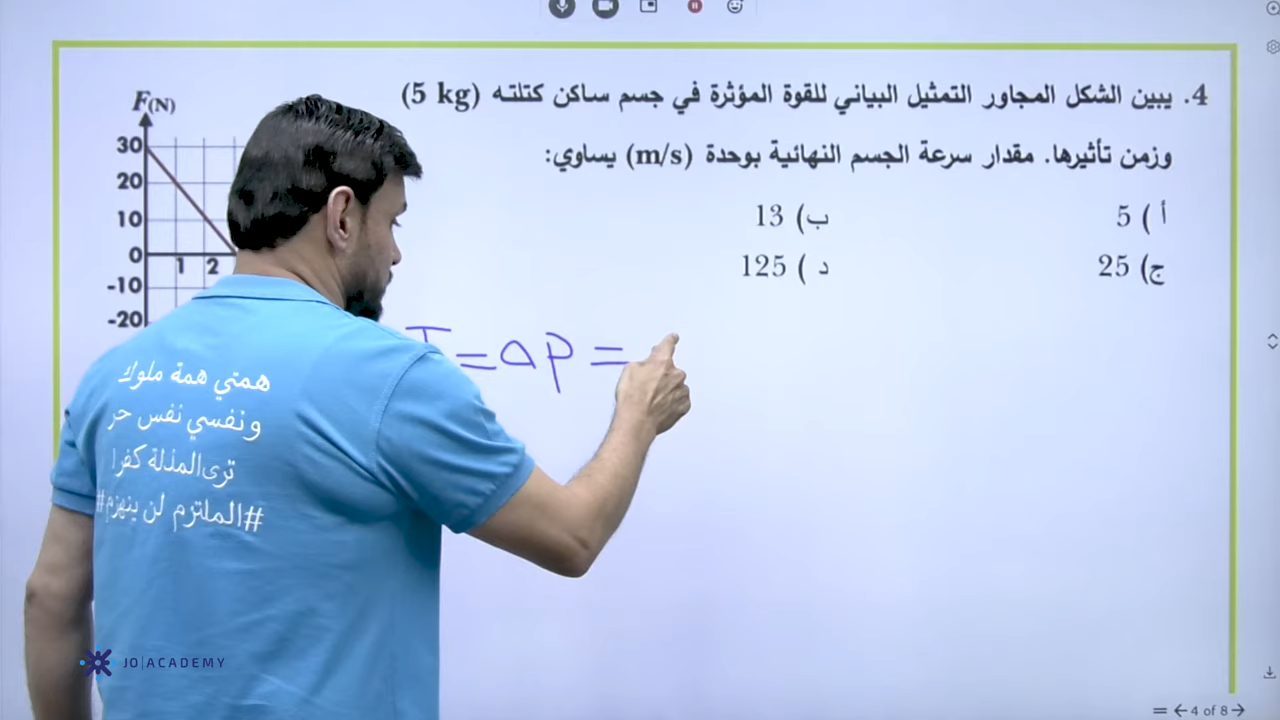 4. يبين الشكل المجاور التمثيل البياني للقوة المؤثرة في جسم ساكن كتلته (5 kg)
وزمن تأثيرها. مقدار سرعة الجسم النهائية بوحدة (m/s) يساوي:
أ ) 5
ب) 13
ج) 25
د ) 125
F(N)
30
20
10
0
1 2
-10
-20
I = Δp =
همتي همة ملوك
ونفسي نفس حر
ترى المذلة كفرا
#الملتزم لن ينهزم#
JO|ACADEMY
4 of 8